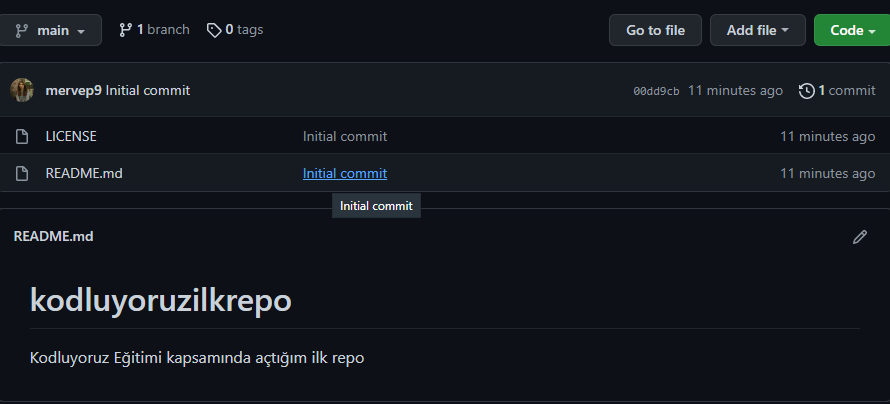 main 1 branch 0 tags Go to file Add file Code
mervep9 Initial commit 00dd9cb 11 minutes ago 1 commit
LICENSE Initial commit 11 minutes ago
README.md Initial commit 11 minutes ago
Initial commit
README.md
kodluyoruzilkrepo
Kodluyoruz Eğitimi kapsamında açtığım ilk repo